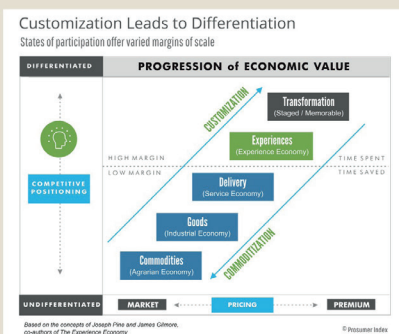 Customization Leads to Differentiation
States of participation offer varied margins of scale
DIFFERENTIATED
PROGRESSION of ECONOMIC VALUE
CUSTOMIZATION
Transformation
(Staged / Memorable)
Experiences
(Experience Economy)
HIGH MARGIN
TIME SPENT
LOW MARGIN
TIME SAVED
COMPETITIVE
POSITIONING
Delivery
(Service Economy)
Goods
(Industrial Economy)
COMMODITIZATION
Commodities
(Agrarian Economy)
UNDIFFERENTIATED
MARKET
PRICING
PREMIUM
Based on the concepts of Joseph Pine and James Gilmore,
co-authors of The Experience Economy
© Prosumer Index